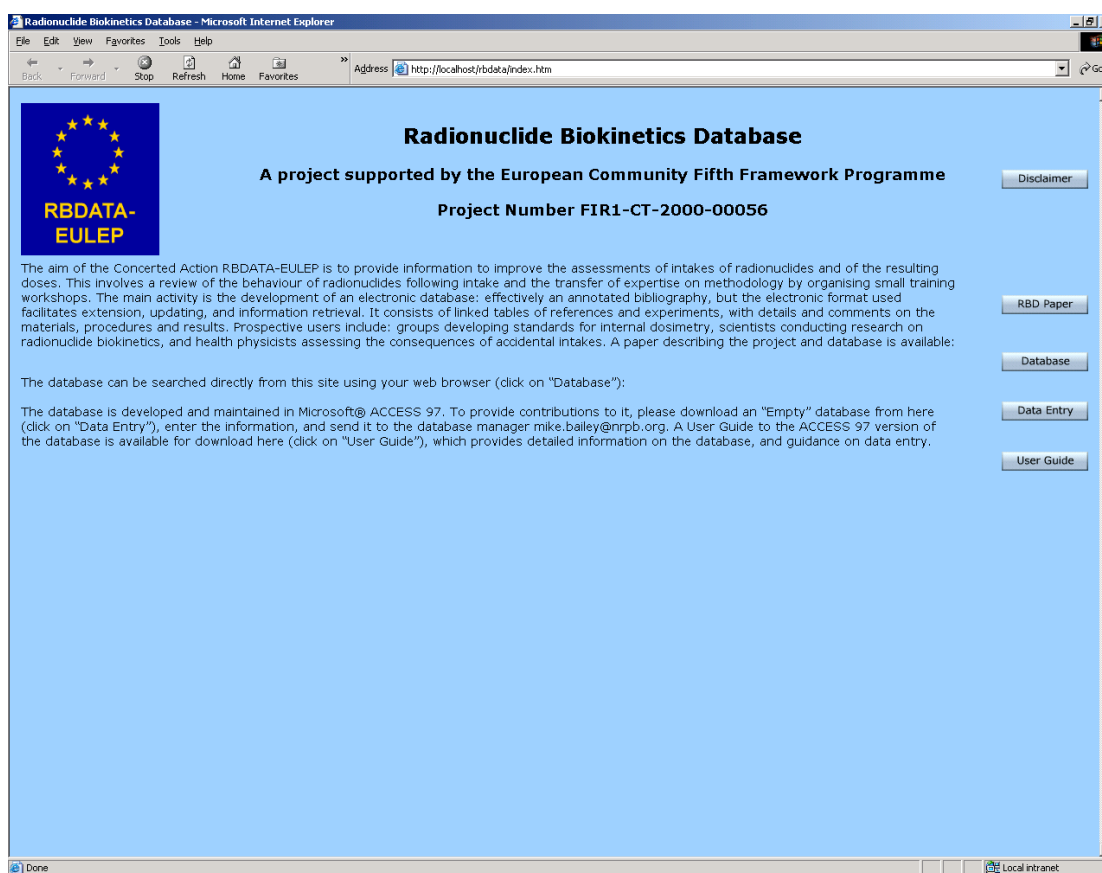 Radionuclide Biokinetics Database - Microsoft Internet Explorer
File Edit View Favorites Tools Help
Back Forward Stop Refresh Home Favorites » Address http://localhost/rbdata/index.htm Go
Radionuclide Biokinetics Database
A project supported by the European Community Fifth Framework Programme
Disclaimer
Project Number FIR1-CT-2000-00056
RBDATA-
EULEP
The aim of the Concerted Action RBDATA-EULEP is to provide information to improve the assessments of intakes of radionuclides and of the resulting
doses. This involves a review of the behaviour of radionuclides following intake and the transfer of expertise on methodology by organising small training
workshops. The main activity is the development of an electronic database: effectively an annotated bibliography, but the electronic format used
facilitates extension, updating, and information retrieval. It consists of linked tables of references and experiments, with details and comments on the
materials, procedures and results. Prospective users include: groups developing standards for internal dosimetry, scientists conducting research on
radionuclide biokinetics, and health physicists assessing the consequences of accidental intakes. A paper describing the project and database is available:
RBD Paper
Database
The database can be searched directly from this site using your web browser (click on "Database"):
The database is developed and maintained in Microsoft® ACCESS 97. To provide contributions to it, please download an "Empty" database from here
(click on "Data Entry"), enter the information, and send it to the database manager mike.bailey@nrpb.org. A User Guide to the ACCESS 97 version of
the database is available for download here (click on "User Guide"), which provides detailed information on the database, and guidance on data entry.
Data Entry
User Guide
Done
Local intranet